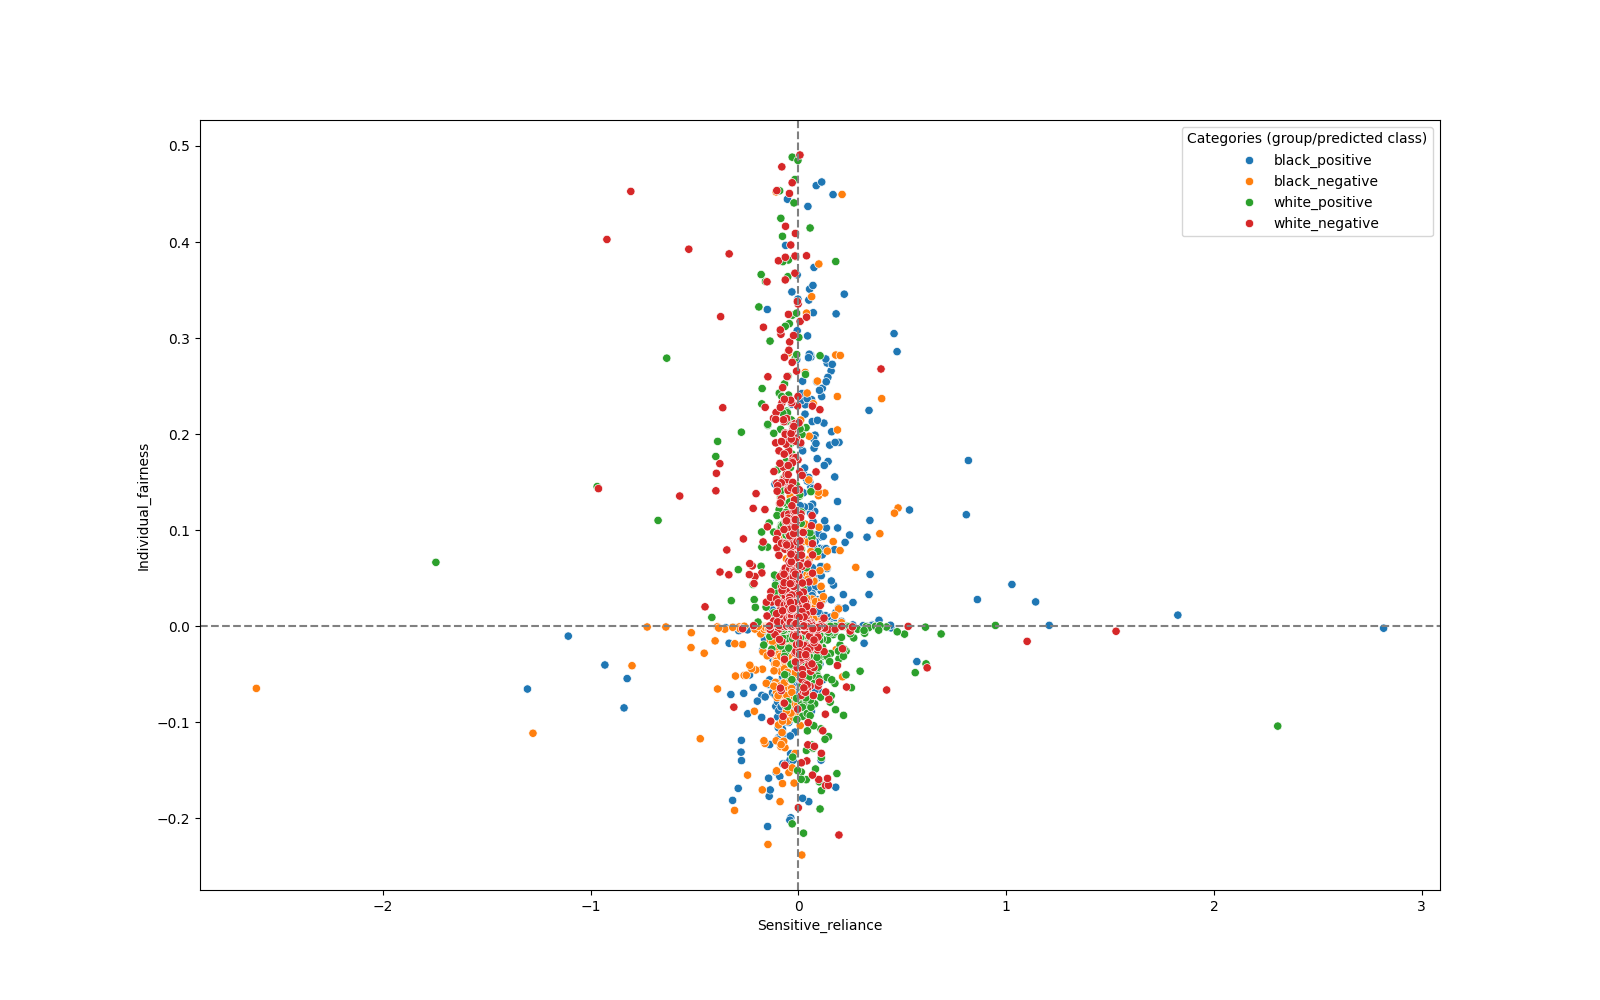 Categories (group/predicted class)
black_positive
black_negative
white_positive
white_negative
0.5
0.4
0.3
0.2
0.1
0.0
−0.1
−0.2
Individual_fairness
−2
−1
0
1
2
3
Sensitive_reliance